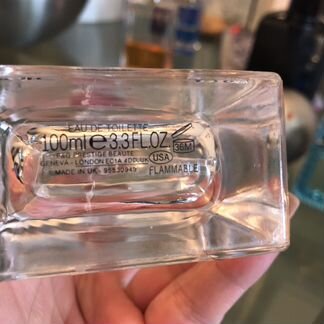 EAU DE TOILETTE
100ml e 3.3FL.OZ. 36M
P&G PRESTIGE BEAUTE
GENEVA - LONDON EC1A 4DD UK USA
MADE IN UK - 95830949 FLAMMABLE